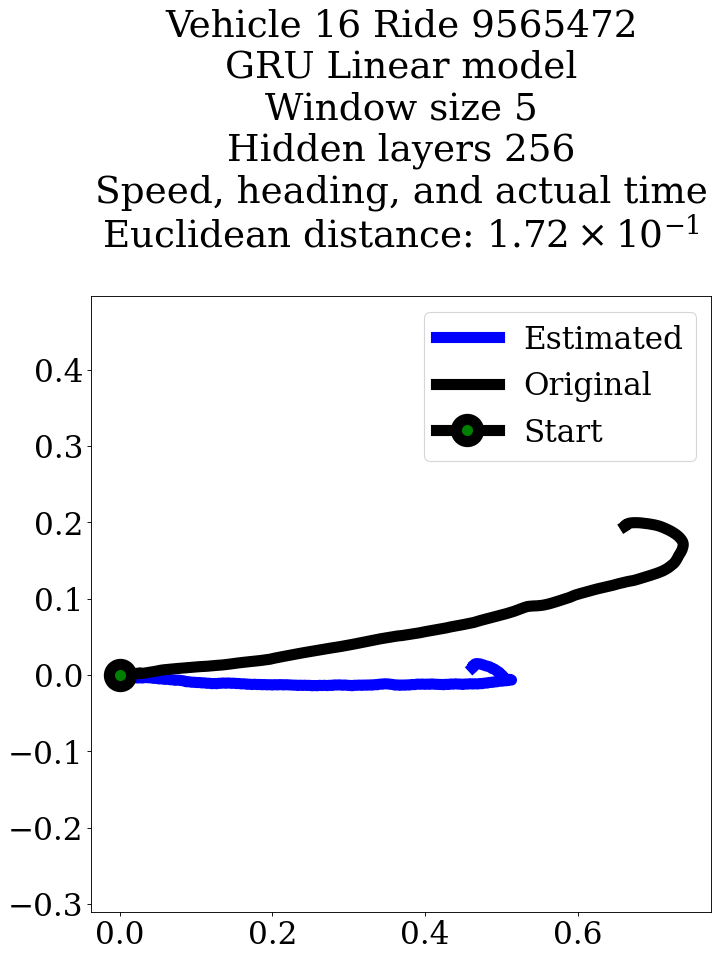 Vehicle 16 Ride 9565472
GRU Linear model
Window size 5
Hidden layers 256
Speed, heading, and actual time
Euclidean distance: 1.72 × 10⁻¹
Estimated
Original
Start
0.4
0.3
0.2
0.1
0.0
−0.1
−0.2
−0.3
0.0 0.2 0.4 0.6